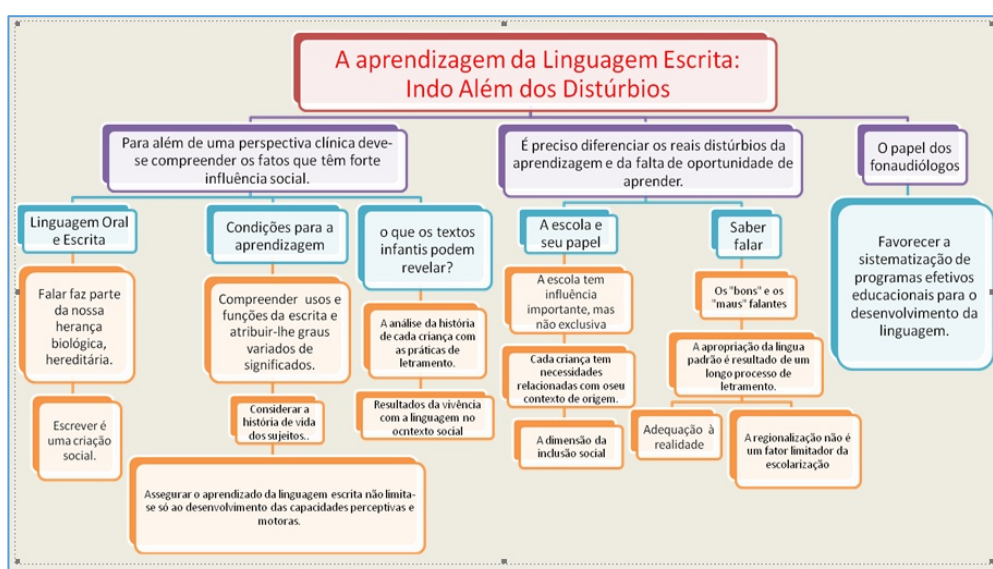 A aprendizagem da Linguagem Escrita:
Indo Além dos Distúrbios
Para além de uma perspectiva clínica deve-
se compreender os fatos que têm forte
influência social.
Linguagem Oral
e Escrita
Falar faz parte
da nossa
herança
biológica,
hereditária.
Escrever é
uma criação
social.
Condições para a
aprendizagem
Compreender usos e
funções da escrita e
atribuir-lhe graus
variados de
significados.
Considerar a
história de vida
dos sujeitos..
Assegurar o aprendizado da linguagem escrita não limita-
se só ao desenvolvimento das capacidades perceptivas e
motoras.
o que os textos
infantis podem
revelar?
A análise da história
de cada criança com
as práticas de
letramento.
Resultados da vivência
com a linguagem no
ocntexto social
É preciso diferenciar os reais distúrbios da
aprendizagem e da falta de oportunidade de
aprender.
A escola e
seu papel
A escola tem
influência
importante, mas
não exclusiva
Cada criança tem
necessidades
relacionadas com oseu
contexto de origem.
A dimensão da
inclusão social
Saber
falar
Os "bons" e os
"maus" falantes
A apropriação da língua
padrão é resultado de um
longo processo de
letramento.
Adequação à
realidade
A regionalização não é
um fator limitador da
escolarização
O papel dos
fonaudiólogos
Favorecer a
sistematização de
programas efetivos
educacionais para o
desenvolvimento da
linguagem.